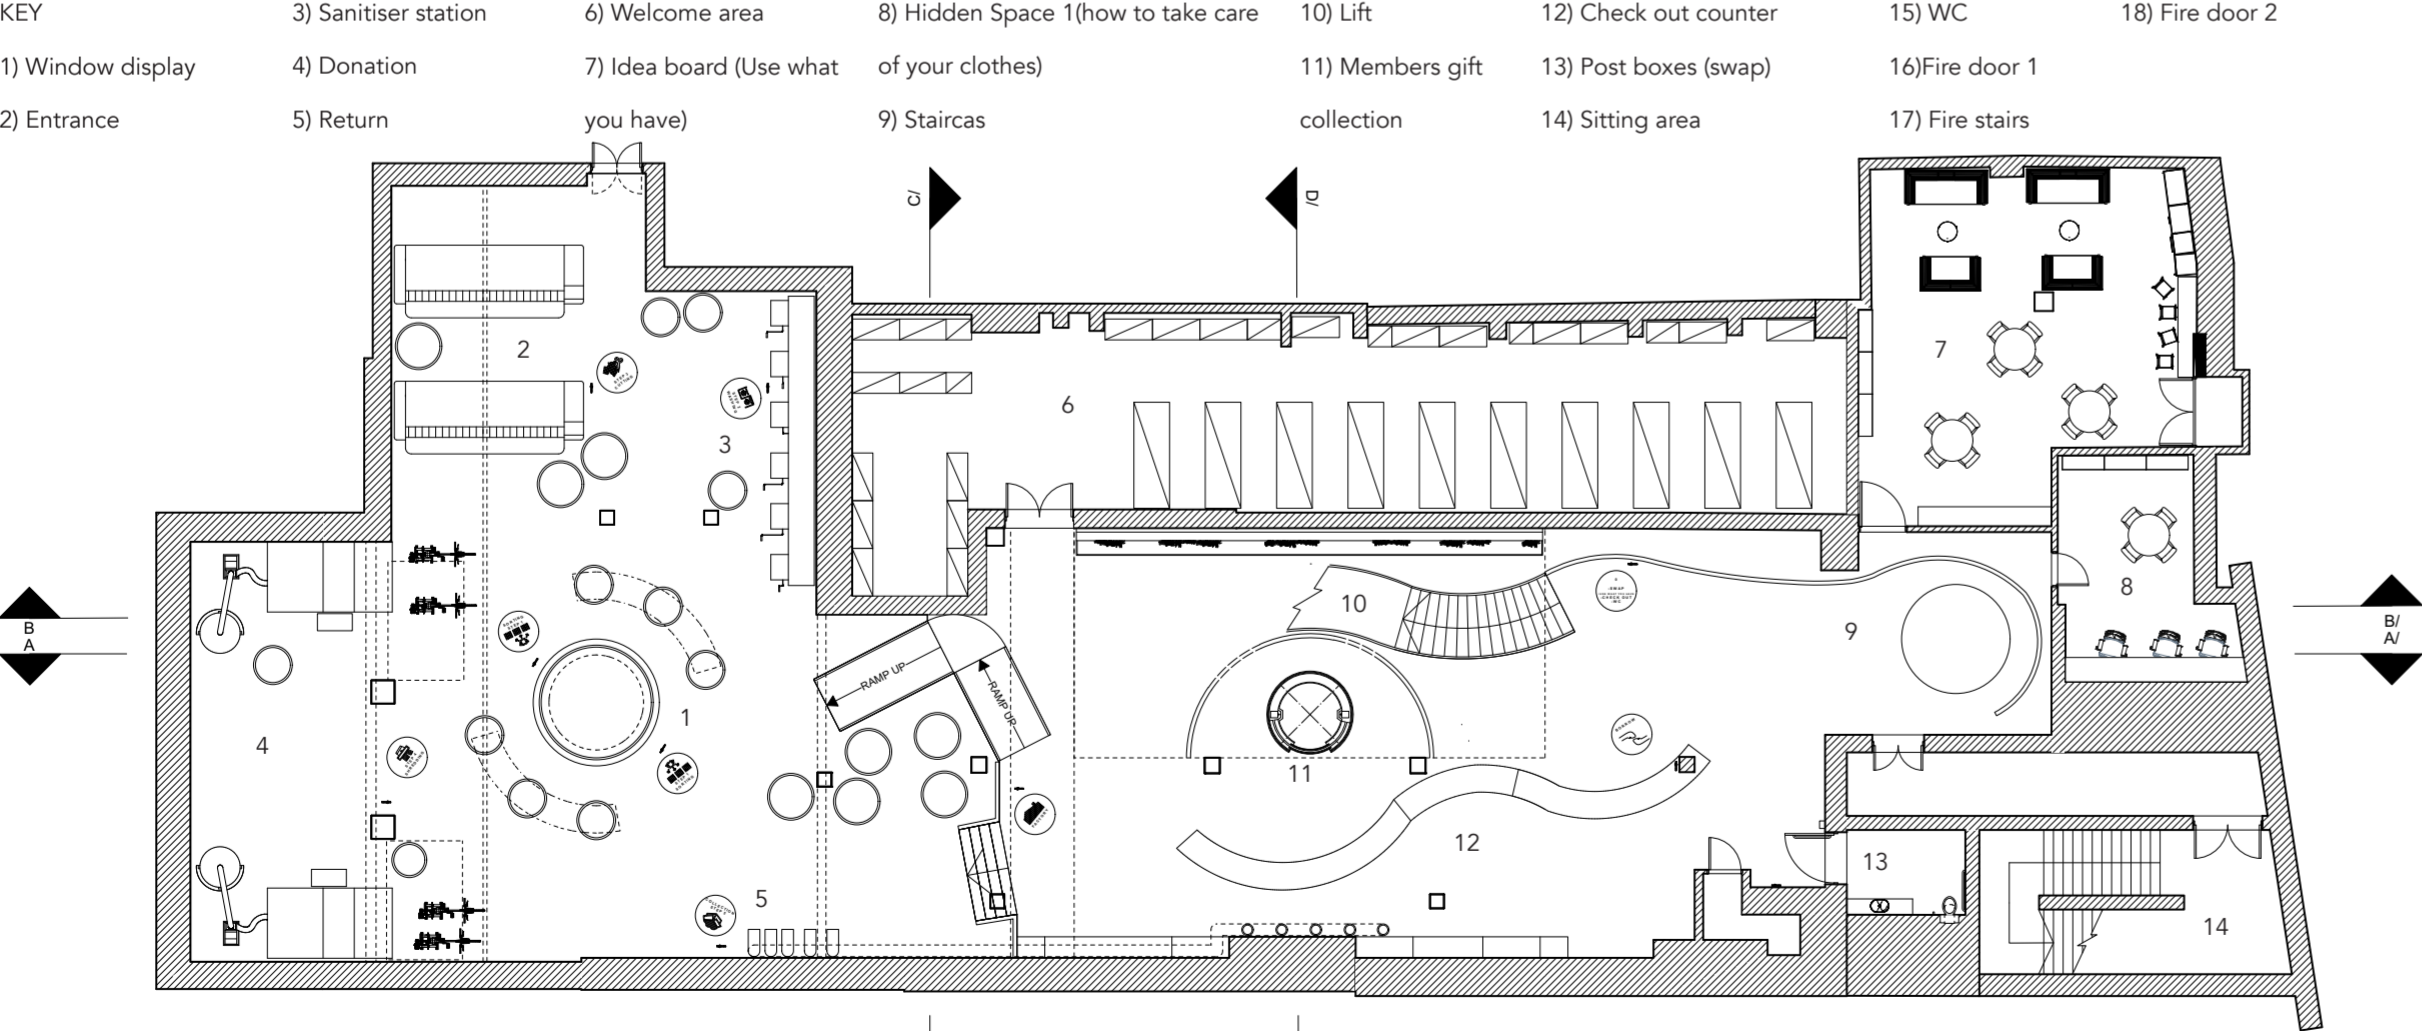 KEY
1) Window display
2) Entrance
3) Sanitiser station
4) Donation
5) Return
6) Welcome area
7) Idea board (Use what
you have)
8) Hidden Space 1(how to take care
of your clothes)
9) Staircas
10) Lift
11) Members gift
collection
12) Check out counter
13) Post boxes (swap)
14) Sitting area
15) WC
16)Fire door 1
17) Fire stairs
18) Fire door 2
C/
D/
2
3
6
7
8
B
A
B/
A/
10
9
RAMP UP
RAMP UP
1
4
11
12
13
5
14